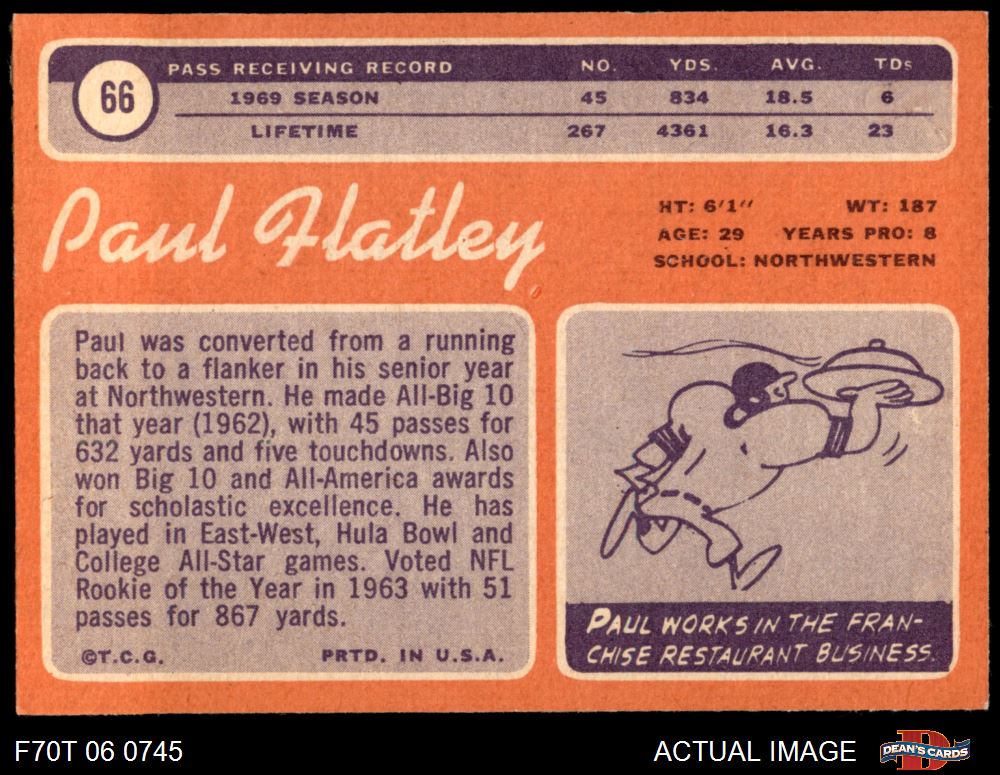 66
PASS RECEIVING RECORD NO. YDS. AVG. TDs
1969 SEASON 45 834 18.5 6
LIFETIME 267 4361 16.3 23
Paul Flatley
HT: 6'1" WT: 187
AGE: 29 YEARS PRO: 8
SCHOOL: NORTHWESTERN
Paul was converted from a running
back to a flanker in his senior year
at Northwestern. He made All-Big 10
that year (1962), with 45 passes for
632 yards and five touchdowns. Also
won Big 10 and All-America awards
for scholastic excellence. He has
played in East-West, Hula Bowl and
College All-Star games. Voted NFL
Rookie of the Year in 1963 with 51
passes for 867 yards.
©T.C.G. PRTD. IN U.S.A.
PAUL WORKS IN THE FRAN-
CHISE RESTAURANT BUSINESS.
F70T 06 0745
ACTUAL IMAGE
D
DEAN'S CARDS